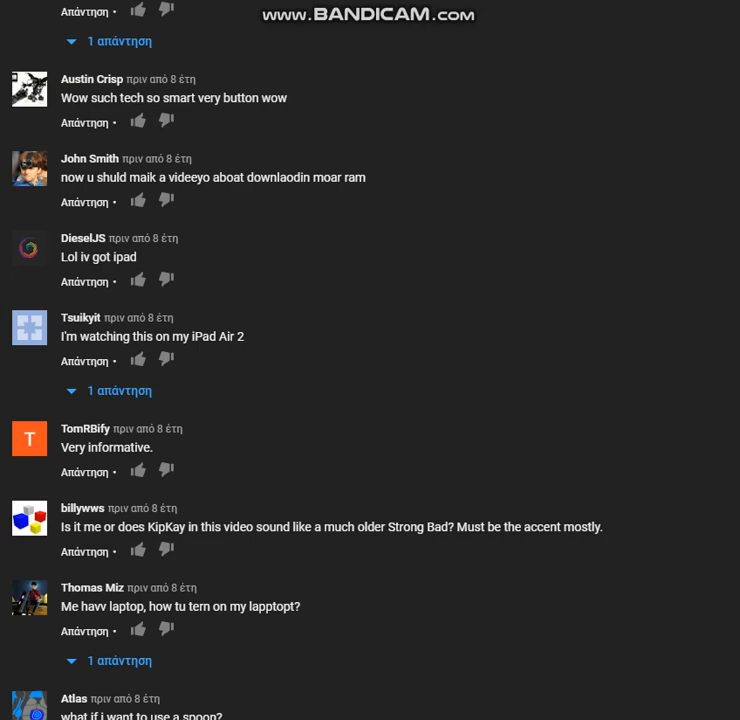 www.BANDICAM.com
Απάντηση •
1 απάντηση
Austin Crisp πριν από 8 έτη
Wow such tech so smart very button wow
Απάντηση •
John Smith πριν από 8 έτη
now u shuld maik a videeyo aboat downlaodin moar ram
Απάντηση •
DieselJS πριν από 8 έτη
Lol iv got ipad
Απάντηση •
Tsuikyit πριν από 8 έτη
I'm watching this on my iPad Air 2
Απάντηση •
1 απάντηση
T
TomRBify πριν από 8 έτη
Very informative.
Απάντηση •
billywws πριν από 8 έτη
Is it me or does KipKay in this video sound like a much older Strong Bad? Must be the accent mostly.
Απάντηση •
Thomas Miz πριν από 8 έτη
Me havv laptop, how tu tern on my lapptopt?
Απάντηση •
1 απάντηση
Atlas πριν από 8 έτη
what if i want to use a spoon?